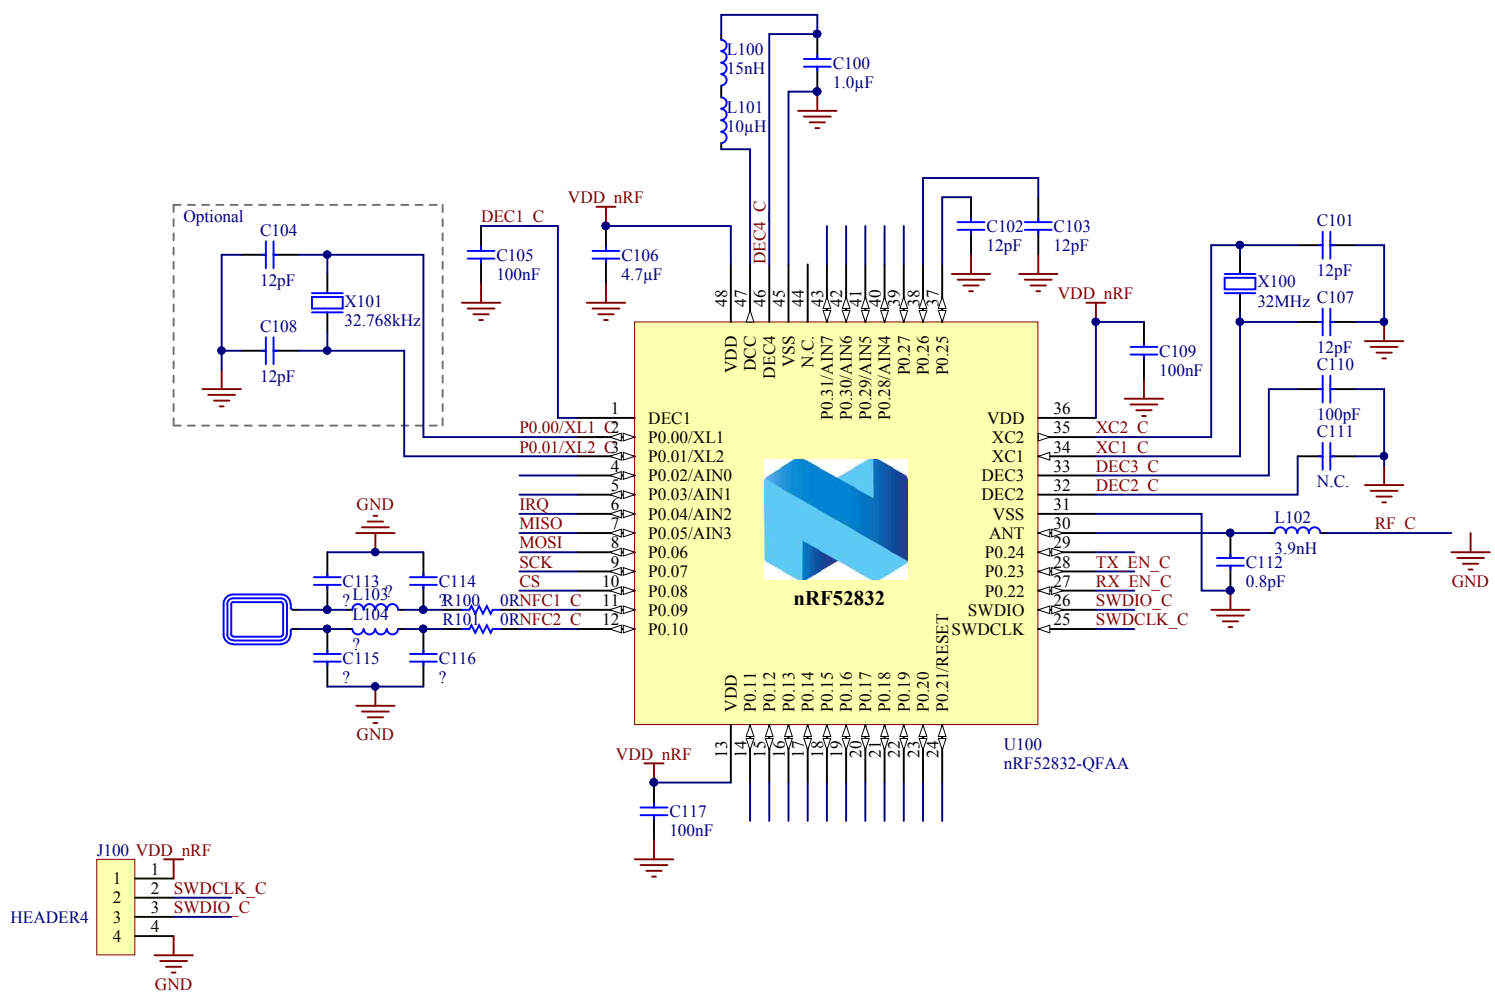 L100
15nH
L101
10µH
C100
1.0µF
Optional
C104
12pF
X101
32.768kHz
C108
12pF
DEC1_C
C105
100nF
VDD_nRF
C106
4.7µF
DEC4_C
C102
12pF
C103
12pF
C101
12pF
X100
32MHz
C107
12pF
VDD_nRF
C109
100nF
C110
100pF
C111
N.C.
48
47
46
45
44
43
42
41
40
39
38
37
VDD
DCC
DEC4
VSS
N.C.
P0.31/AIN7
P0.30/AIN6
P0.29/AIN5
P0.28/AIN4
P0.27
P0.26
P0.25
1
DEC1
P0.00/XL1_C
2
P0.00/XL1
P0.01/XL2_C
3
P0.01/XL2
4
P0.02/AIN0
5
P0.03/AIN1
IRQ
6
P0.04/AIN2
MISO
7
P0.05/AIN3
MOSI
8
P0.06
SCK
9
P0.07
CS
10
P0.08
NFC1_C
11
P0.09
NFC2_C
12
P0.10
VDD
36
XC2
35
XC2_C
XC1
34
XC1_C
DEC3
33
DEC3_C
DEC2
32
DEC2_C
VSS
31
ANT
30
P0.24
29
P0.23
28
TX_EN_C
P0.22
27
RX_EN_C
SWDIO
26
SWDIO_C
SWDCLK
25
SWDCLK_C
nRF52832
L102
3.9nH
RF_C
C112
0.8pF
GND
GND
C113
?
L103
?
C114
?
R100
0R
L104
?
R101
0R
C115
?
C116
?
GND
VDD
P0.11
P0.12
P0.13
P0.14
P0.15
P0.16
P0.17
P0.18
P0.19
P0.20
P0.21/RESET
13
14
15
16
17
18
19
20
21
22
23
24
U100
nRF52832-QFAA
VDD_nRF
C117
100nF
J100
VDD_nRF
1
1
2
2
SWDCLK_C
3
3
SWDIO_C
4
4
HEADER4
GND